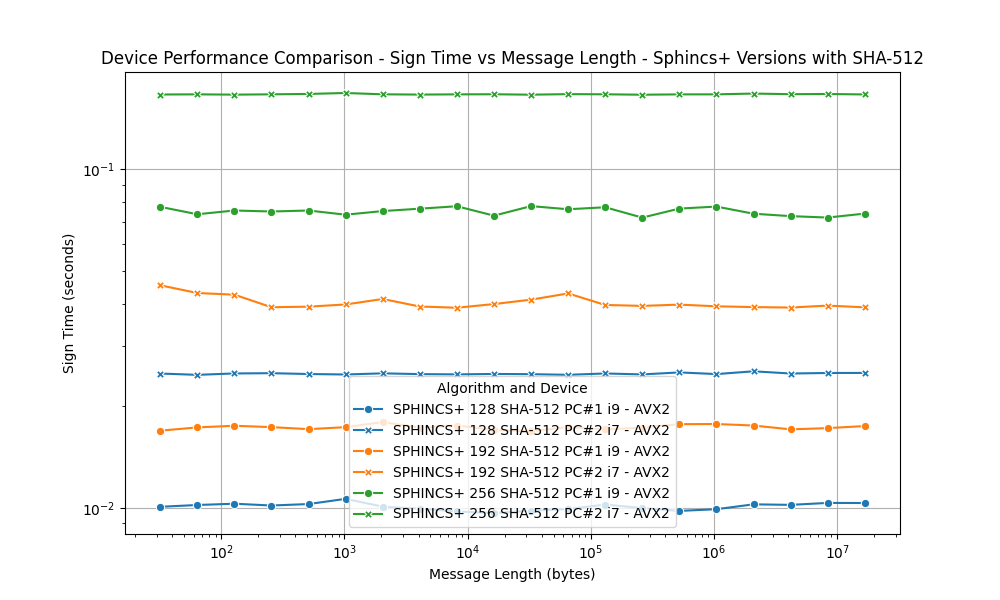 Device Performance Comparison - Sign Time vs Message Length - Sphincs+ Versions with SHA-512
Sign Time (seconds)
10⁻¹
10⁻²
Algorithm and Device
SPHINCS+ 128 SHA-512 PC#1 i9 - AVX2
SPHINCS+ 128 SHA-512 PC#2 i7 - AVX2
SPHINCS+ 192 SHA-512 PC#1 i9 - AVX2
SPHINCS+ 192 SHA-512 PC#2 i7 - AVX2
SPHINCS+ 256 SHA-512 PC#1 i9 - AVX2
SPHINCS+ 256 SHA-512 PC#2 i7 - AVX2
10² 10³ 10⁴ 10⁵ 10⁶ 10⁷
Message Length (bytes)